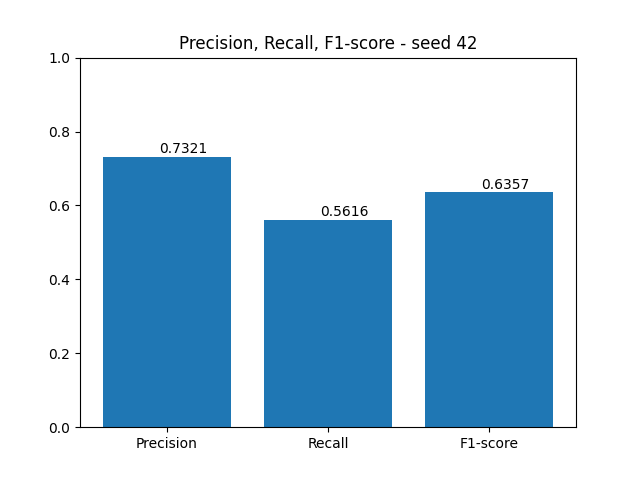 Precision, Recall, F1-score - seed 42
1.0
0.8
0.6
0.4
0.2
0.0
0.7321
0.5616
0.6357
Precision
Recall
F1-score